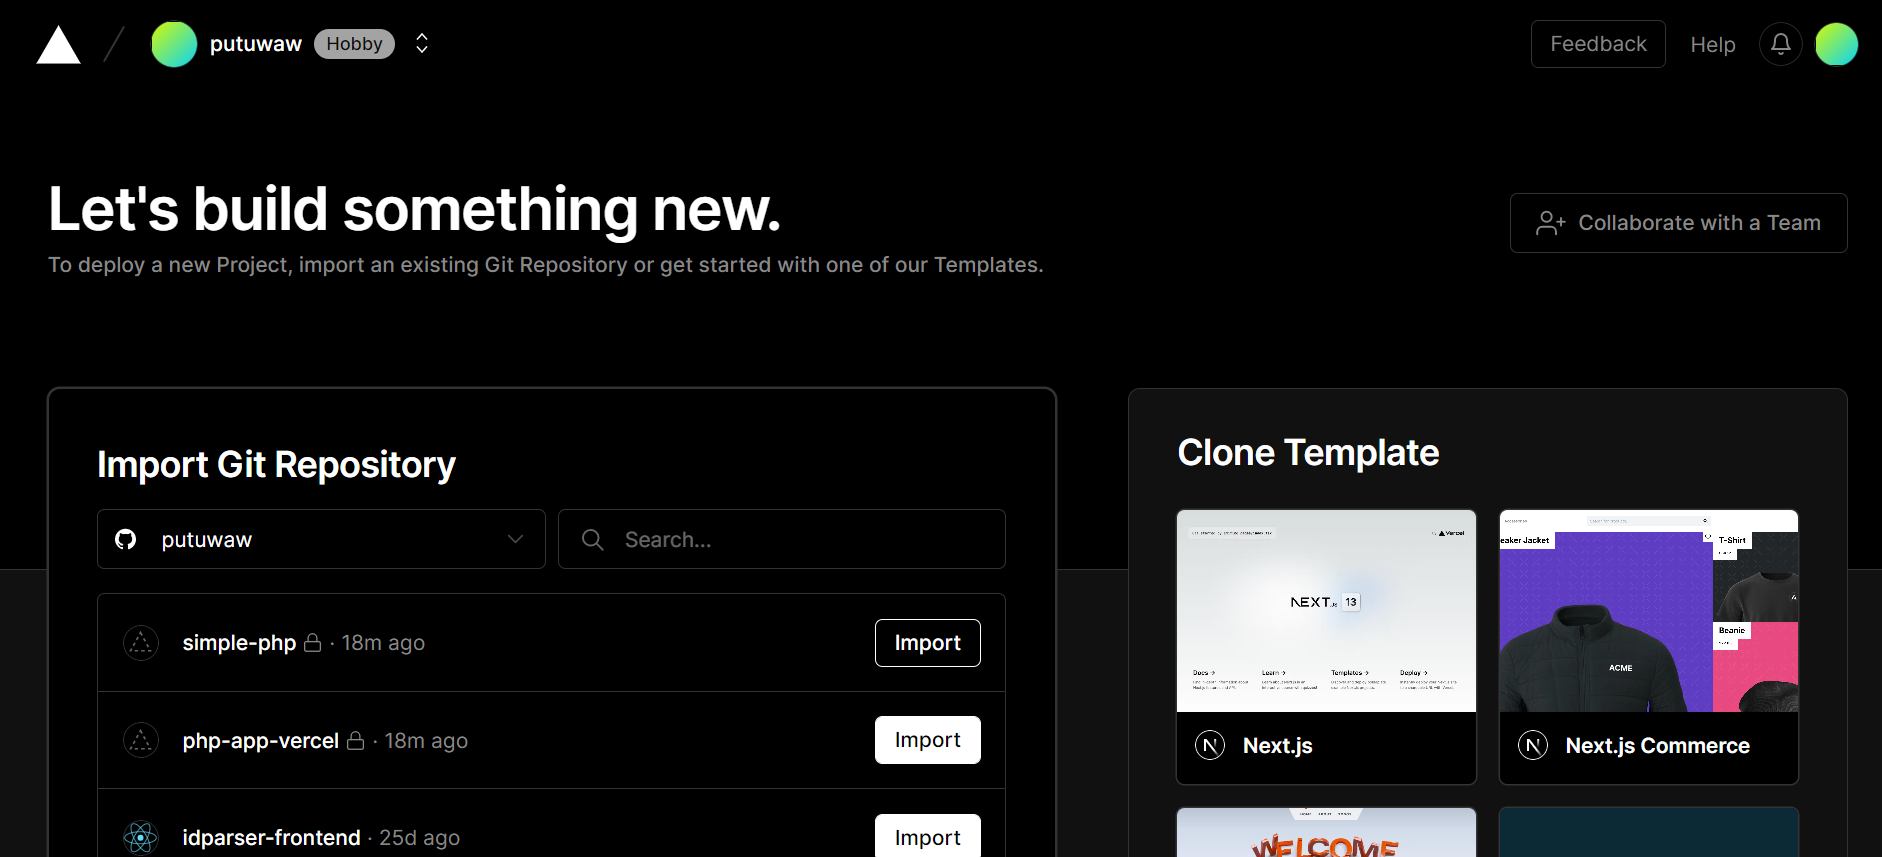 putuwaw Hobby
Feedback Help
Let's build something new.
To deploy a new Project, import an existing Git Repository or get started with one of our Templates.
Collaborate with a Team
Import Git Repository
putuwaw
Search...
simple-php · 18m ago
Import
php-app-vercel · 18m ago
Import
idparser-frontend · 25d ago
Import
Clone Template
Vercel
NEXT.JS 13
Docs →
Learn →
Templates →
Deploy →
Next.js
eaker Jacket
T-Shirt
Beanie
ACME
Next.js Commerce
WELCOME